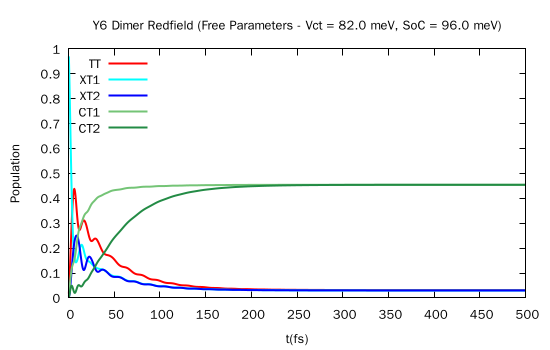 Y6 Dimer Redfield (Free Parameters - Vct = 82.0 meV, SoC = 96.0 meV)
1
0.9
0.8
0.7
0.6
0.5
0.4
0.3
0.2
0.1
0
Population
TT
XT1
XT2
CT1
CT2
0 50 100 150 200 250 300 350 400 450 500
t(fs)